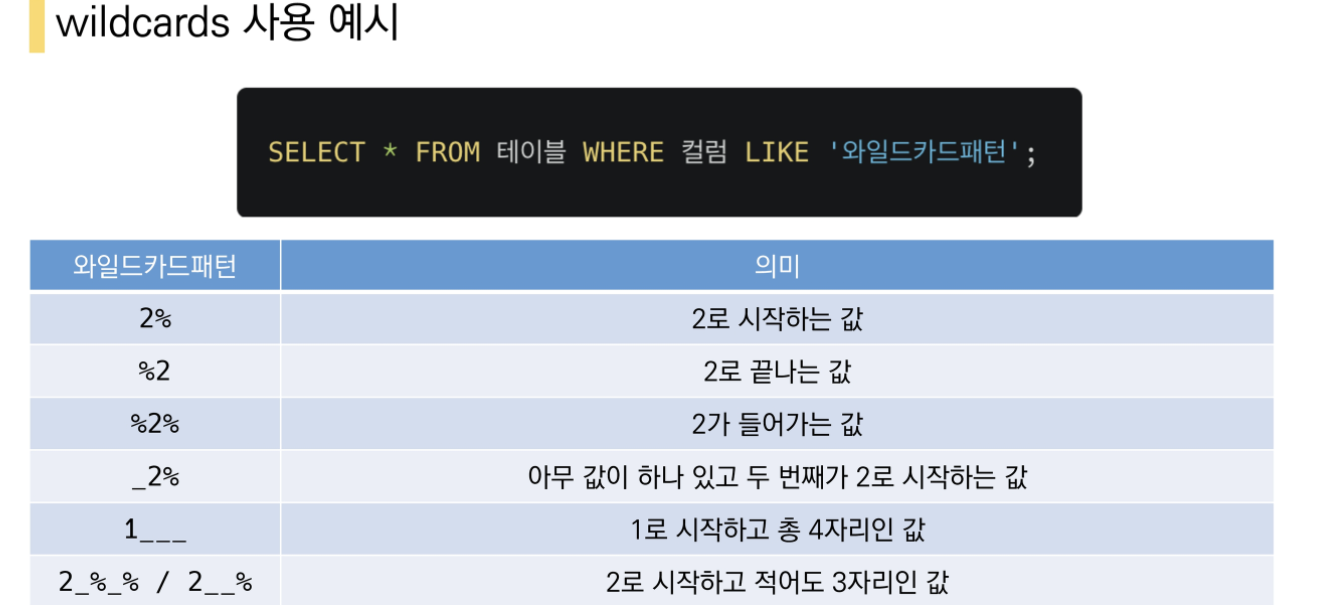 wildcards 사용 예시
SELECT * FROM 테이블 WHERE 컬럼 LIKE '와일드카드패턴';
와일드카드패턴 의미
2% 2로 시작하는 값
%2 2로 끝나는 값
%2% 2가 들어가는 값
_2% 아무 값이 하나 있고 두 번째가 2로 시작하는 값
1___ 1로 시작하고 총 4자리인 값
2_%_% / 2__% 2로 시작하고 적어도 3자리인 값